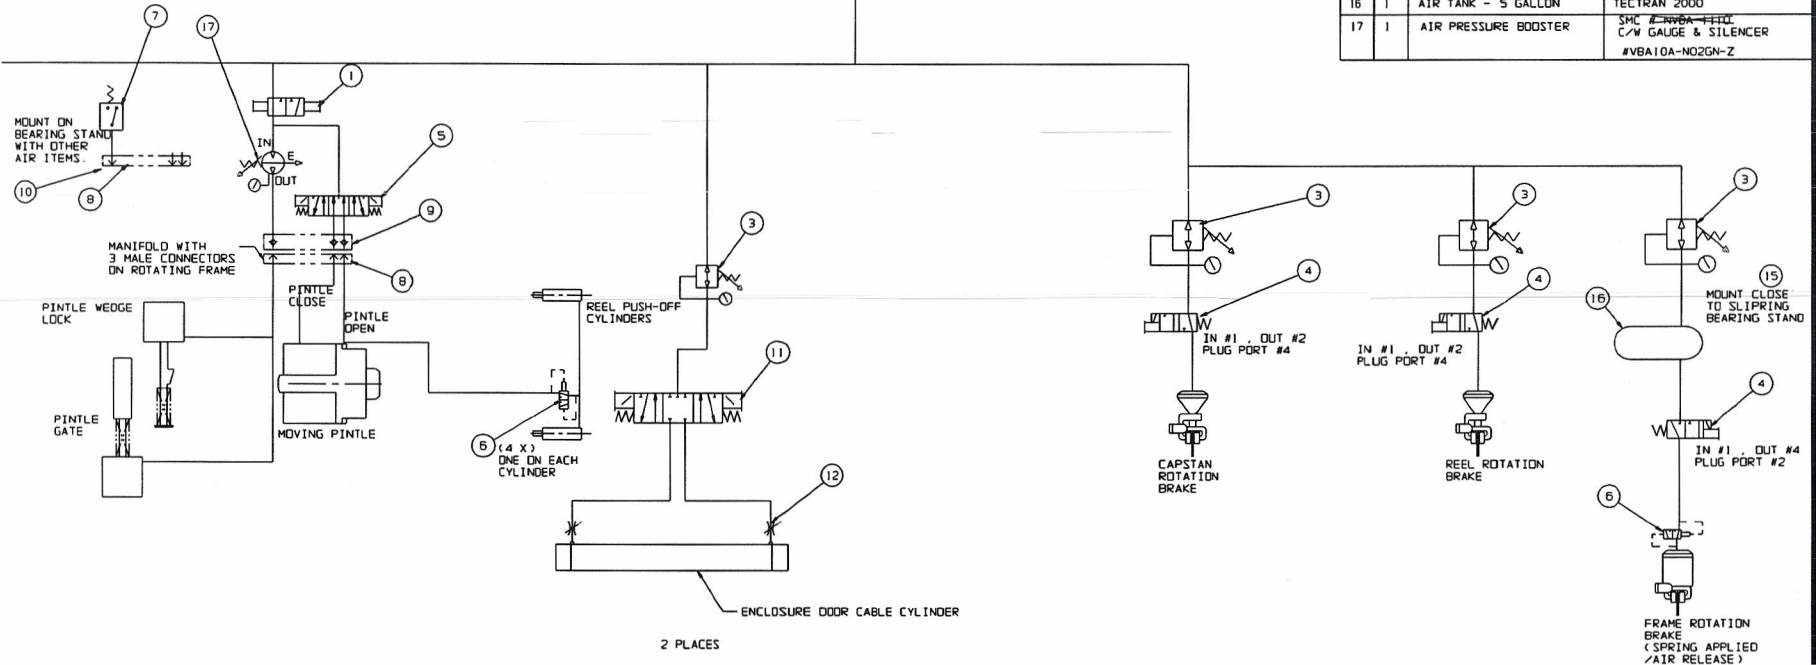 16 1 AIR TANK - 5 GALLON TECTRAN 2000
17 1 AIR PRESSURE BOOSTER SMC # NVBA-1110
C/W GAUGE & SILENCER
#VBA10A-N02GN-Z
7
17
1
MOUNT ON
BEARING STAND
WITH OTHER
AIR ITEMS.
10
8
IN
E
OUT
5
9
MANIFOLD WITH
3 MALE CONNECTORS
ON ROTATING FRAME
8
PINTLE
CLOSE
PINTLE
OPEN
PINTLE WEDGE
LOCK
PINTLE
GATE
MOVING PINTLE
REEL PUSH-OFF
CYLINDERS
6
(4 X)
ONE ON EACH
CYLINDER
3
11
12
ENCLOSURE DOOR CABLE CYLINDER
2 PLACES
3
4
IN #1 , OUT #2
PLUG PORT #4
CAPSTAN
ROTATION
BRAKE
3
4
IN #1 , OUT #2
PLUG PORT #4
REEL ROTATION
BRAKE
3
15
MOUNT CLOSE
TO SLIPRING
BEARING STAND
16
4
IN #1 , OUT #4
PLUG PORT #2
6
FRAME ROTATION
BRAKE
(SPRING APPLIED
/AIR RELEASE)